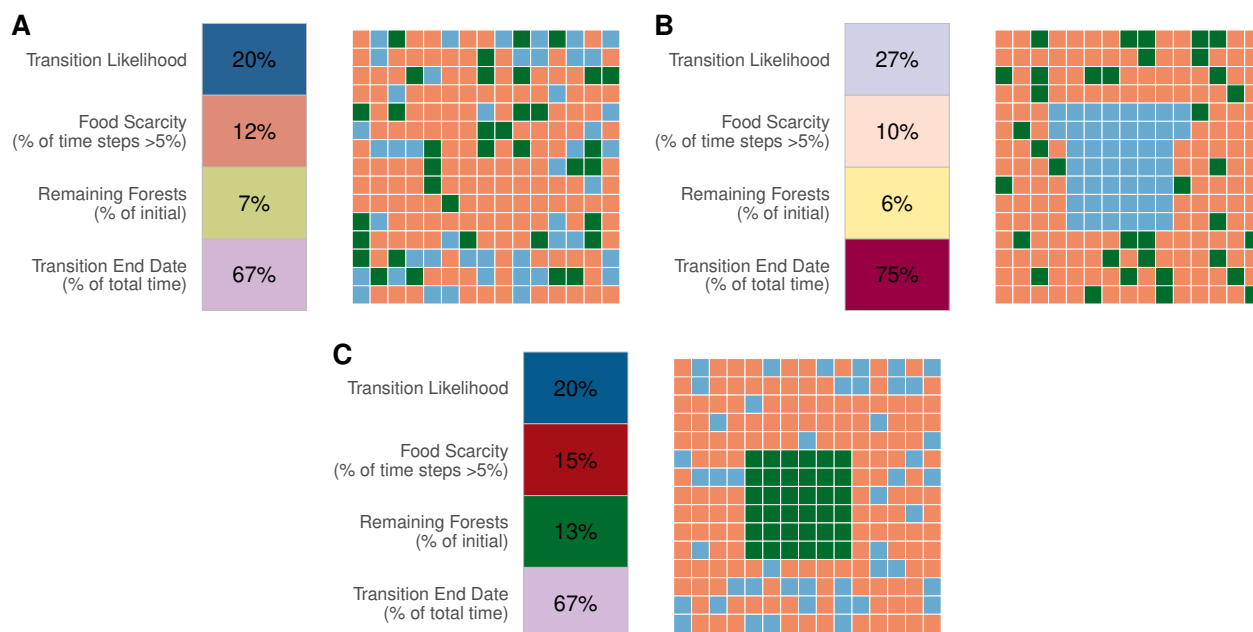 A
Transition Likelihood
20%
Food Scarcity
(% of time steps >5%)
12%
Remaining Forests
(% of initial)
7%
Transition End Date
(% of total time)
67%
B
Transition Likelihood
27%
Food Scarcity
(% of time steps >5%)
10%
Remaining Forests
(% of initial)
6%
Transition End Date
(% of total time)
75%
C
Transition Likelihood
20%
Food Scarcity
(% of time steps >5%)
15%
Remaining Forests
(% of initial)
13%
Transition End Date
(% of total time)
67%